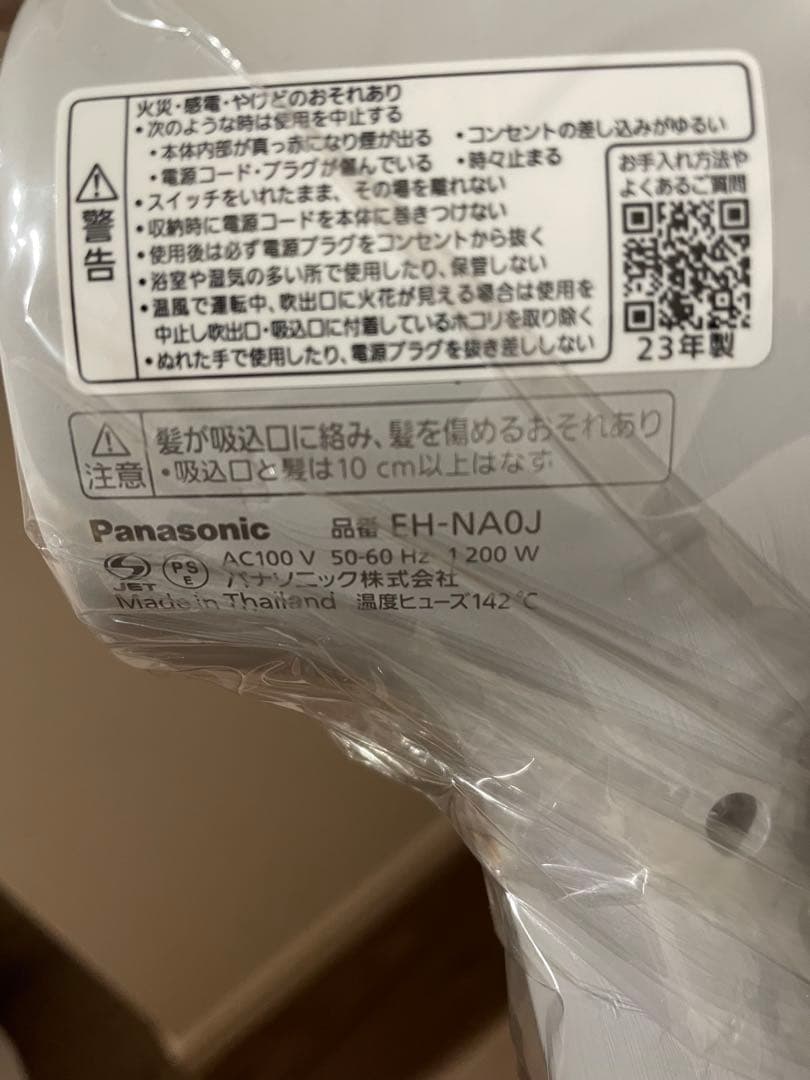 警告
火災・感電・やけどのおそれあり
・次のような時は使用を中止する
・本体内部が真っ赤になり煙が出る ・コンセントの差し込みがゆるい
・電源コード・プラグが傷んでいる ・時々止まる
・スイッチをいれたまま、その場を離れない
・収納時に電源コードを本体に巻きつけない
・使用後は必ず電源プラグをコンセントから抜く
・浴室や湿気の多い所で使用したり、保管しない
・温風で運転中、吹出口に火花が見える場合は使用を
中止し吹出口・吸込口に付着しているホコリを取り除く
・ぬれた手で使用したり、電源プラグを抜き差ししない
お手入れ方法や
よくあるご質問
23年製
注意
髪が吸込口に絡み、髪を傷めるおそれあり
・吸込口と髪は10 cm以上はなす
Panasonic 品番 EH-NA0J
JET PSE AC100 V 50-60 Hz 1 200 W
パナソニック株式会社
Made in Thailand 温度ヒューズ142 ℃